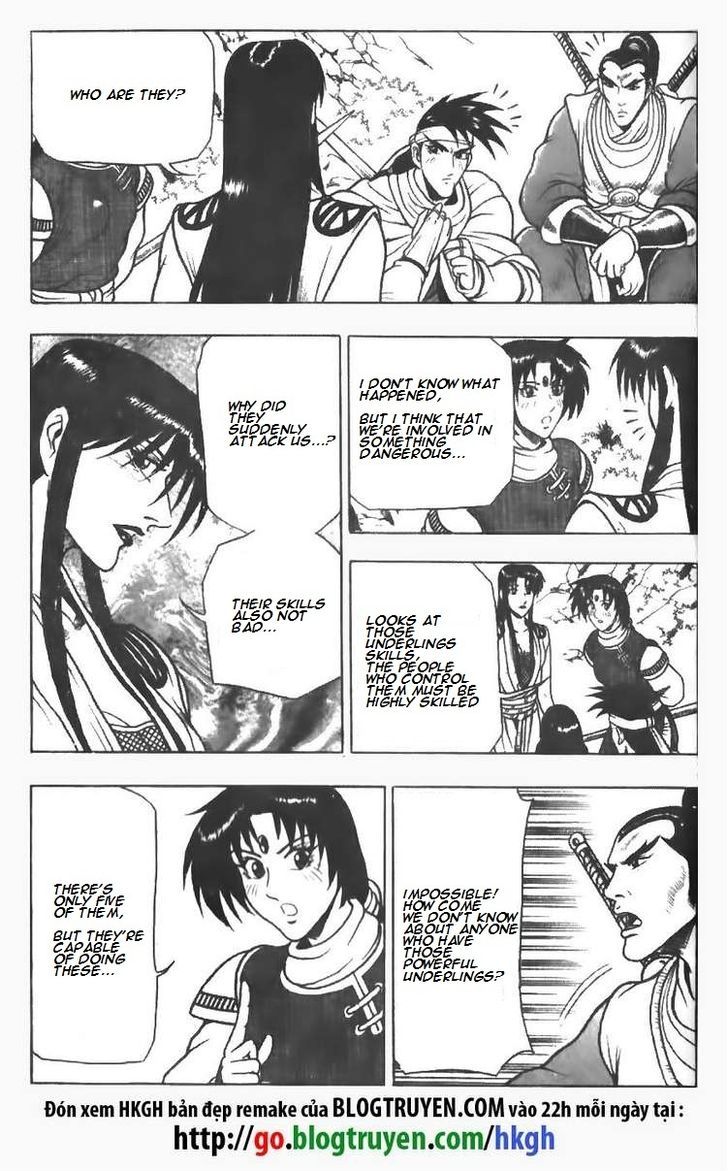 WHO ARE THEY?
WHY DID
THEY
SUDDENLY
ATTACK US...?
THEIR SKILLS
ALSO NOT
BAD...
I DON'T KNOW WHAT
HAPPENED,
BUT I THINK THAT
WE'RE INVOLVED IN
SOMETHING
DANGEROUS...
LOOKS AT
THOSE
UNDERLINGS
SKILLS,
THE PEOPLE
WHO CONTROL
THEM MUST BE
HIGHLY SKILLED
THERE'S
ONLY FIVE
OF THEM,
BUT THEY'RE
CAPABLE
OF DOING
THESE...
IMPOSSIBLE!
HOW COME
WE DON'T KNOW
ABOUT ANYONE
WHO HAVE
THOSE
POWERFUL
UNDERLINGS?
Đón xem HKGH bản đẹp remake của BLOGTRUYEN.COM vào 22h mỗi ngày tại :
http://go.blogtruyen.com/hkgh